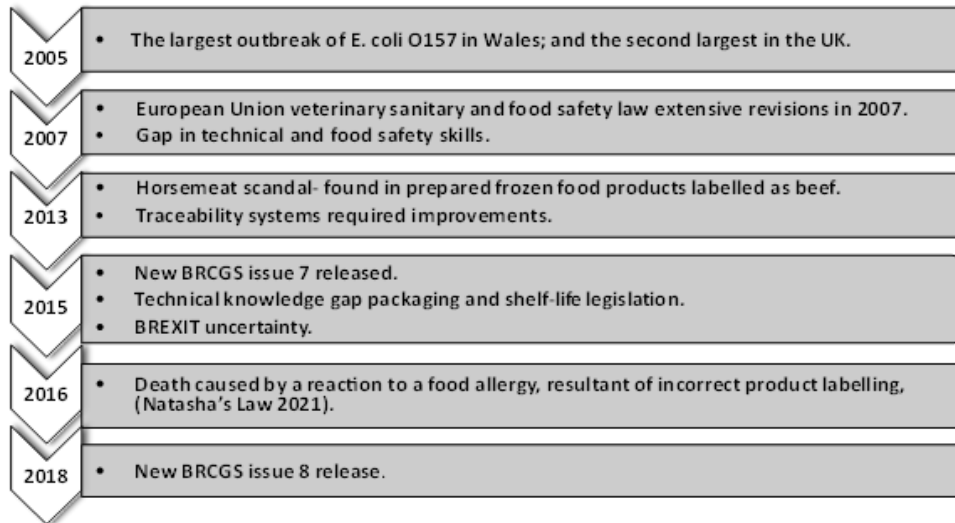 2005
• The largest outbreak of E. coli O157 in Wales; and the second largest in the UK.
2007
• European Union veterinary sanitary and food safety law extensive revisions in 2007.
• Gap in technical and food safety skills.
2013
• Horsemeat scandal- found in prepared frozen food products labelled as beef.
• Traceability systems required improvements.
2015
• New BRCGS issue 7 released.
• Technical knowledge gap packaging and shelf-life legislation.
• BREXIT uncertainty.
2016
• Death caused by a reaction to a food allergy, resultant of incorrect product labelling,
(Natasha's Law 2021).
2018
• New BRCGS issue 8 release.